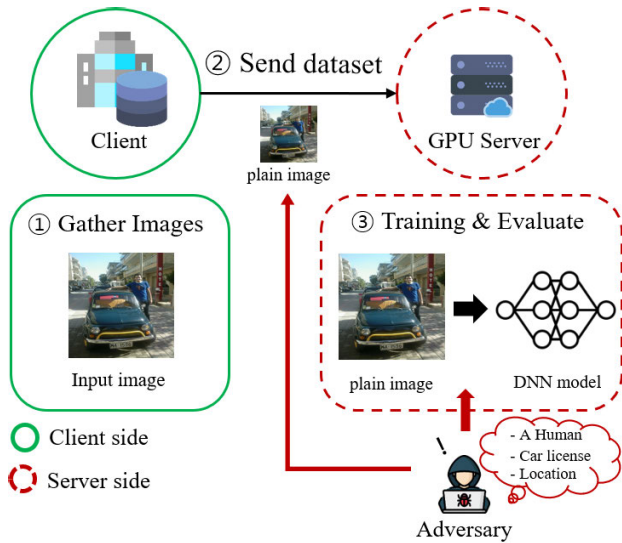 ② Send dataset
Client
GPU Server
plain image
① Gather Images
Input image
③ Training & Evaluate
plain image
DNN model
Client side
Server side
!
- A Human
- Car license
- Location
Adversary